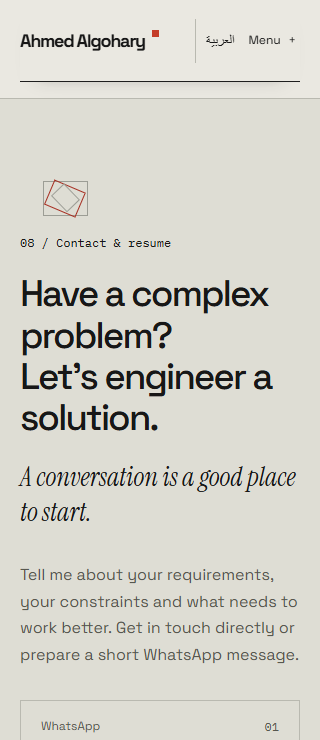 Ahmed Algohary
العربية
Menu +
08 / Contact & resume
Have a complex
problem?
Let’s engineer a
solution.
A conversation is a good place
to start.
Tell me about your requirements,
your constraints and what needs to
work better. Get in touch directly or
prepare a short WhatsApp message.
WhatsApp 01